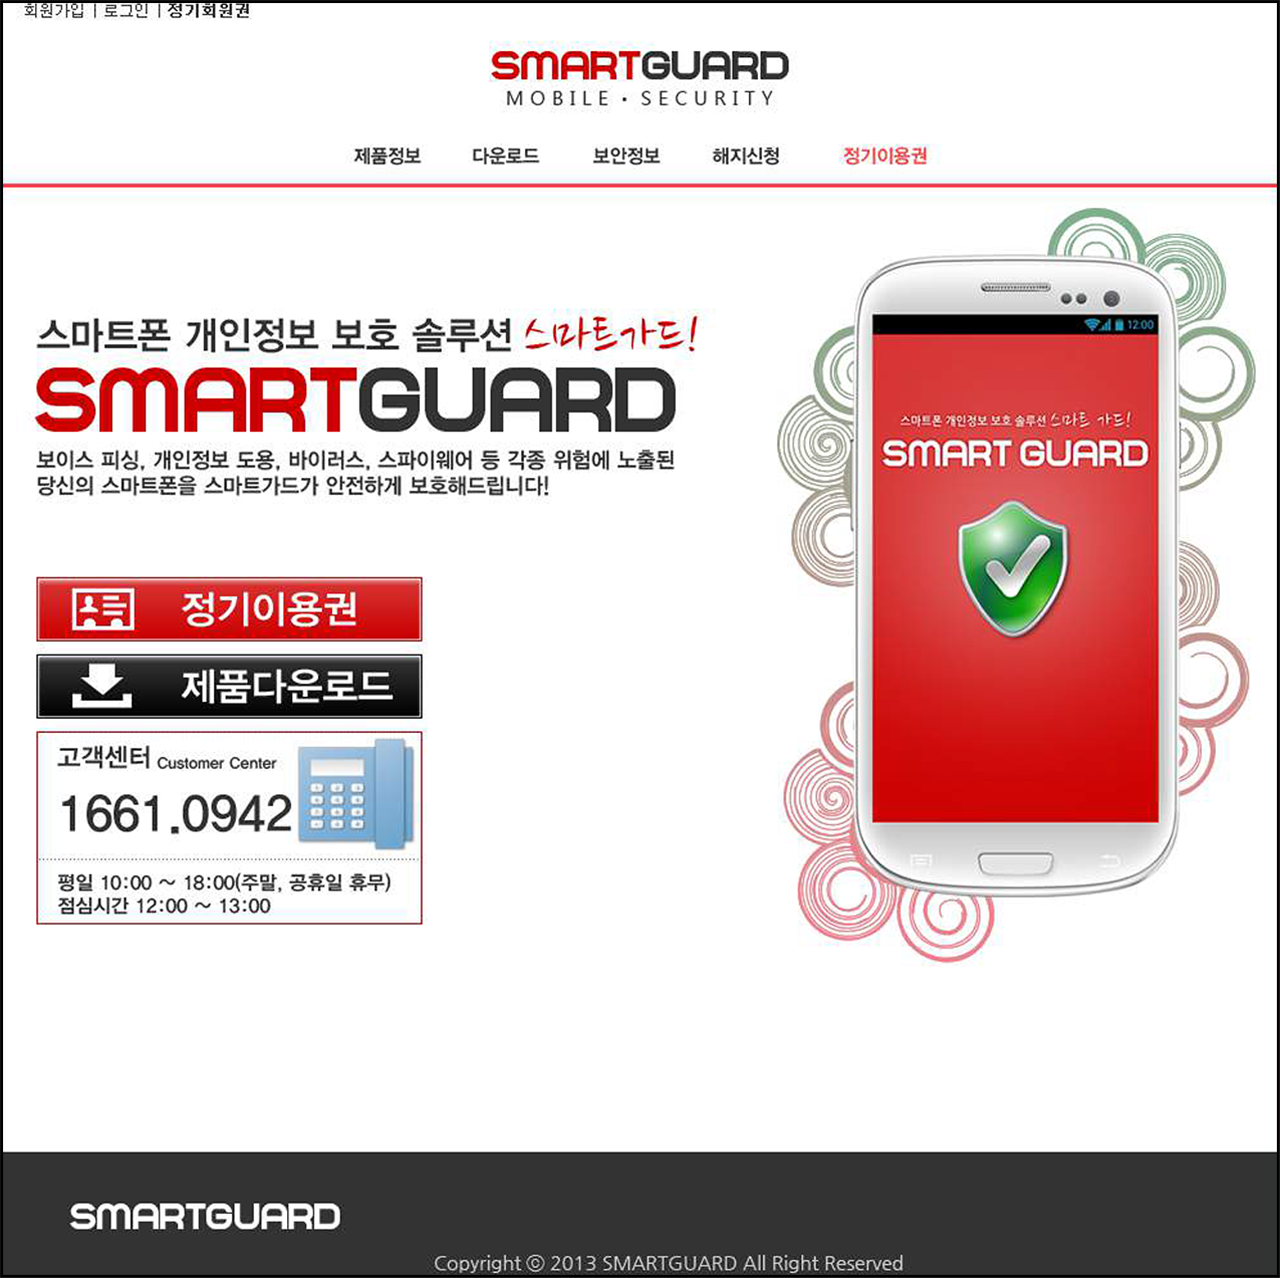 회원가입 | 로그인 | 정기회원권
SMARTGUARD
MOBILE · SECURITY
제품정보 다운로드 보안정보 해지신청 정기이용권
스마트폰 개인정보 보호 솔루션 스마트가드!
SMARTGUARD
보이스 피싱, 개인정보 도용, 바이러스, 스파이웨어 등 각종 위험에 노출된
당신의 스마트폰을 스마트가드가 안전하게 보호해드립니다!
정기이용권
제품다운로드
고객센터 Customer Center
1661.0942
평일 10:00 ~ 18:00(주말, 공휴일 휴무)
점심시간 12:00 ~ 13:00
12:00
스마트폰 개인정보 보호 솔루션 스마트 가드!
SMART GUARD
SMARTGUARD
Copyright ⓒ 2013 SMARTGUARD All Right Reserved